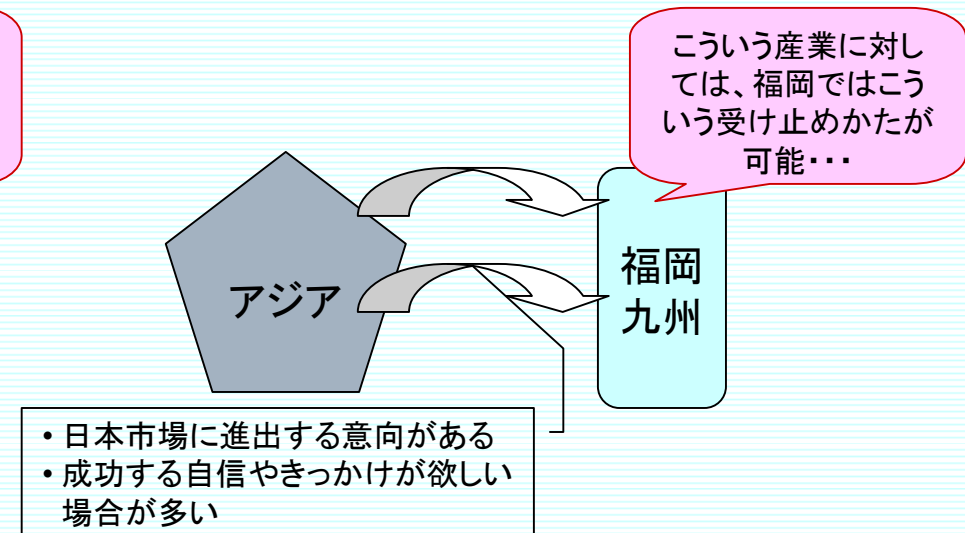 こういう産業に対し
ては、福岡ではこう
いう受け止めかたが
可能・・・
アジア
福岡
九州
・日本市場に進出する意向がある
・成功する自信やきっかけが欲しい
場合が多い